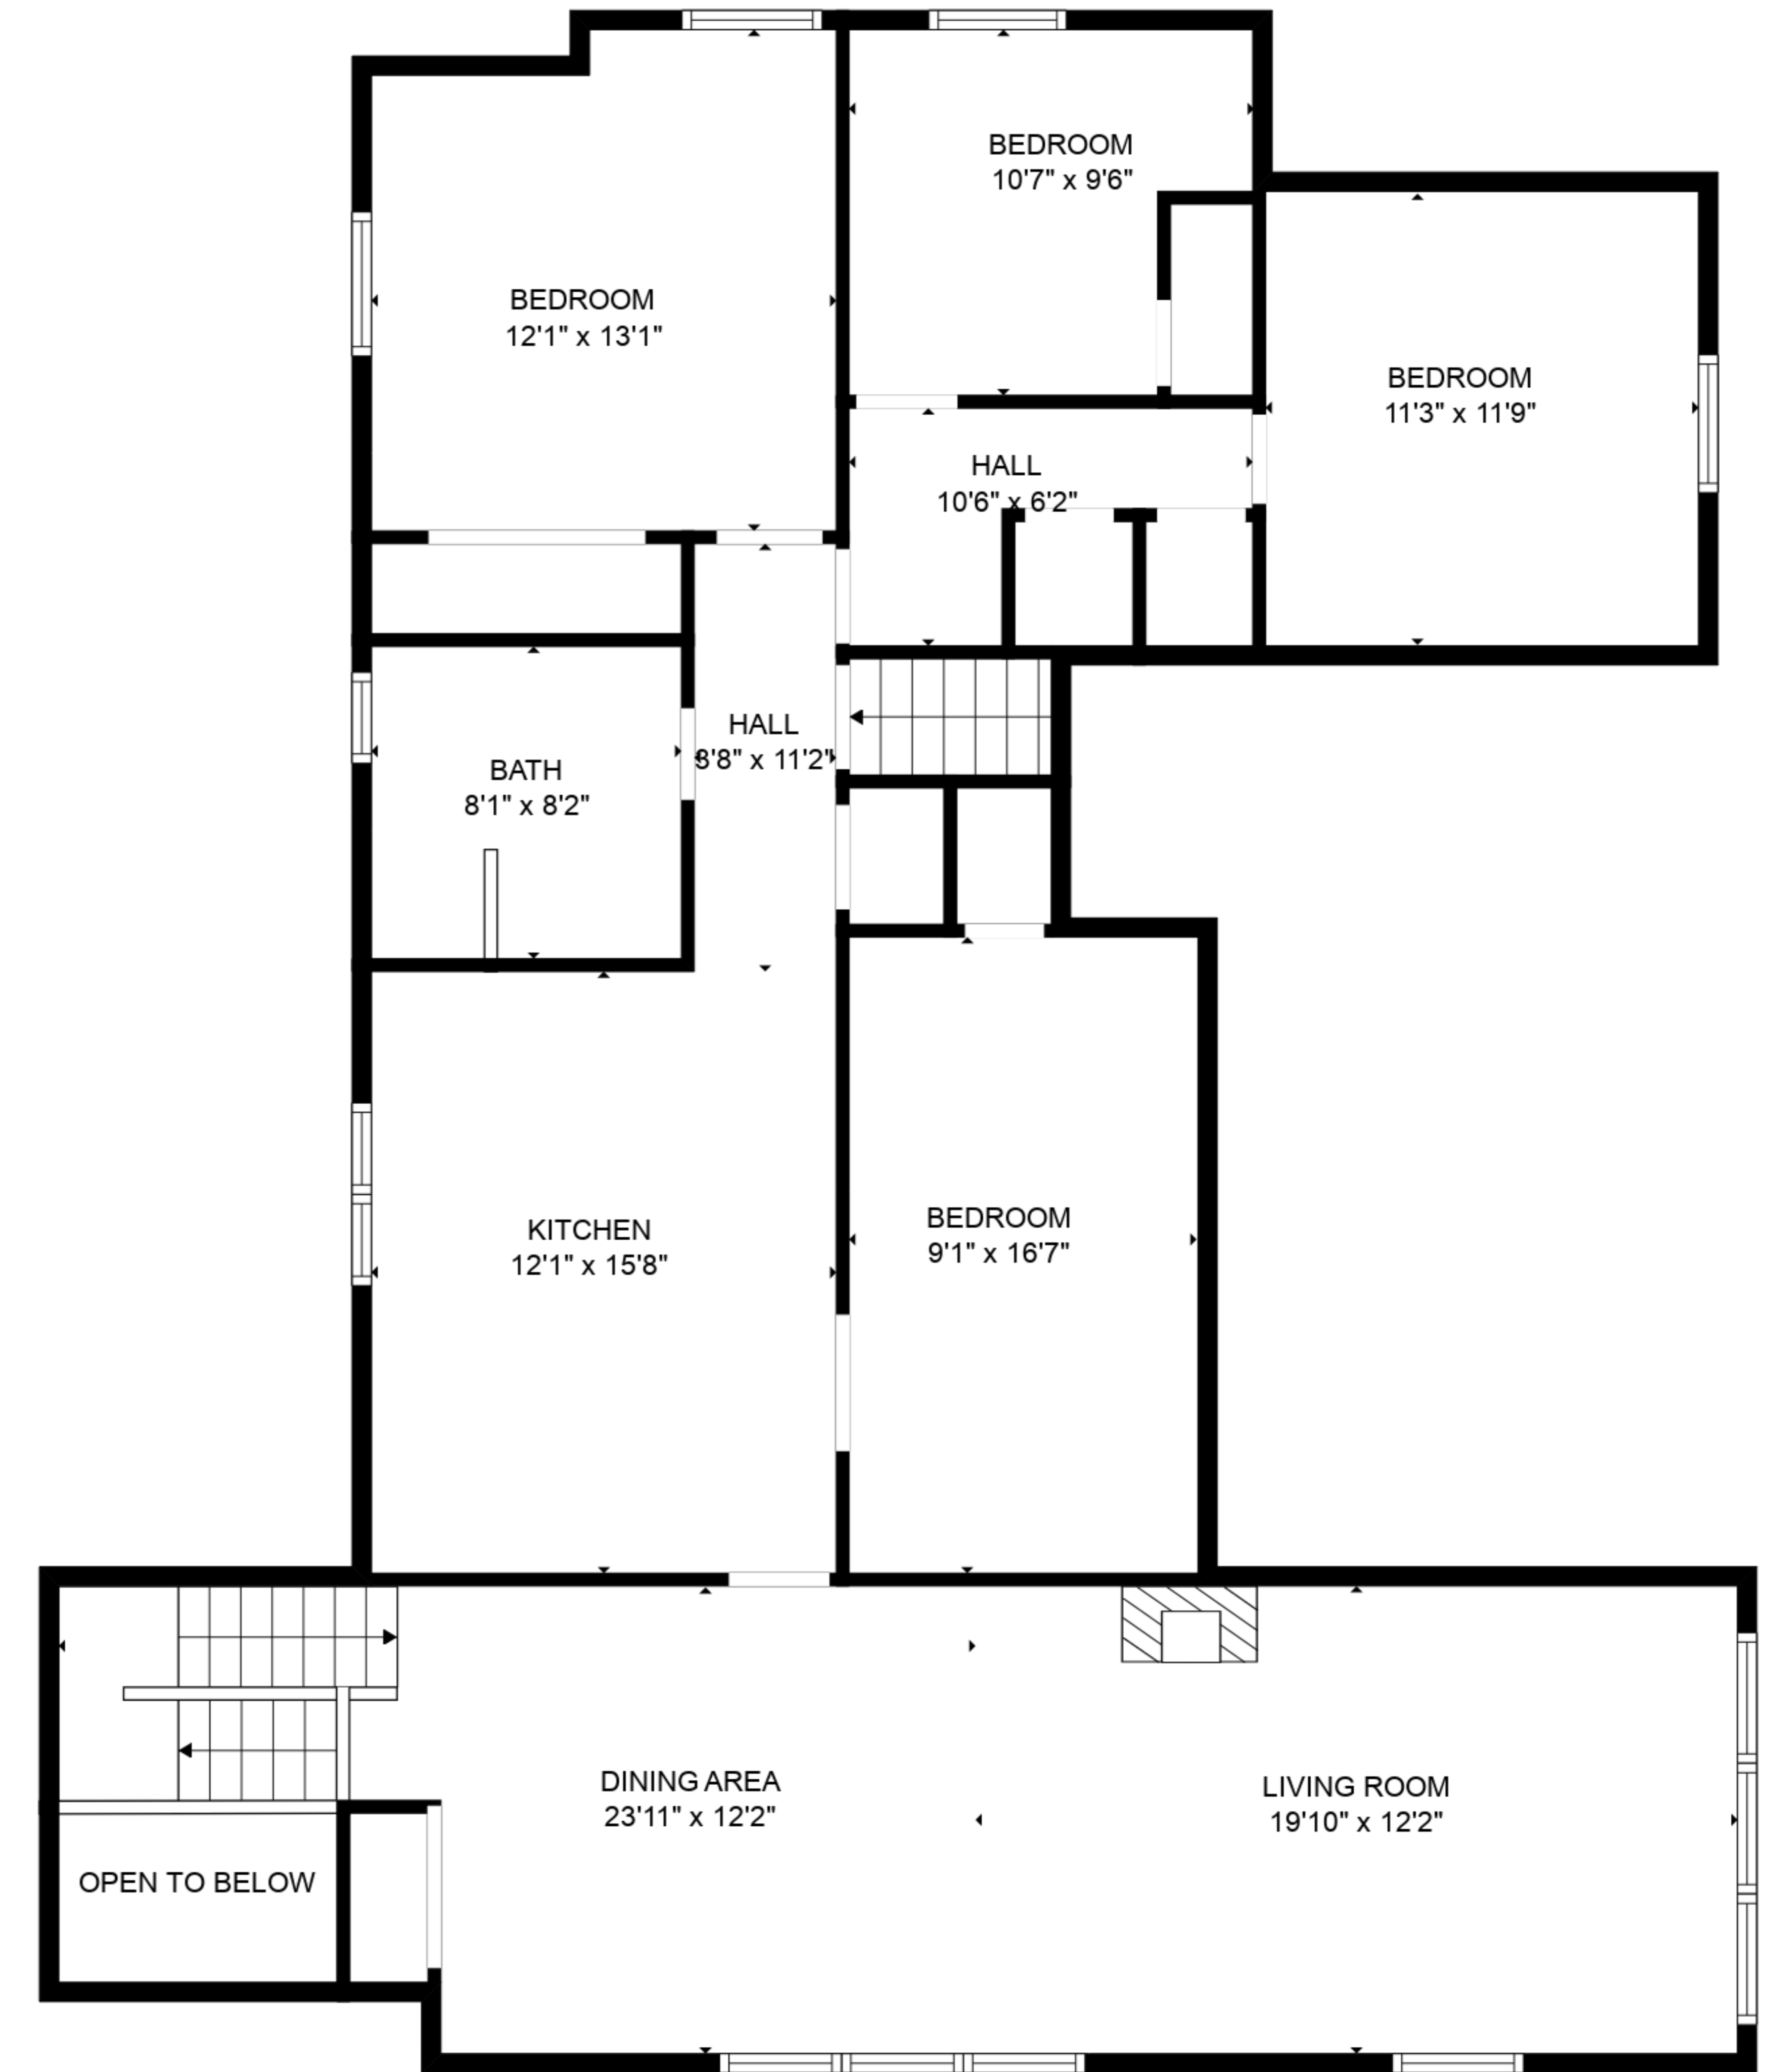 BEDROOM
10'7" x 9'6"
BEDROOM
12'1" x 13'1"
BEDROOM
11'3" x 11'9"
HALL
10'6" x 6'2"
HALL
3'8" x 11'2"
BATH
8'1" x 8'2"
BEDROOM
9'1" x 16'7"
KITCHEN
12'1" x 15'8"
DINING AREA
23'11" x 12'2"
LIVING ROOM
19'10" x 12'2"
OPEN TO BELOW